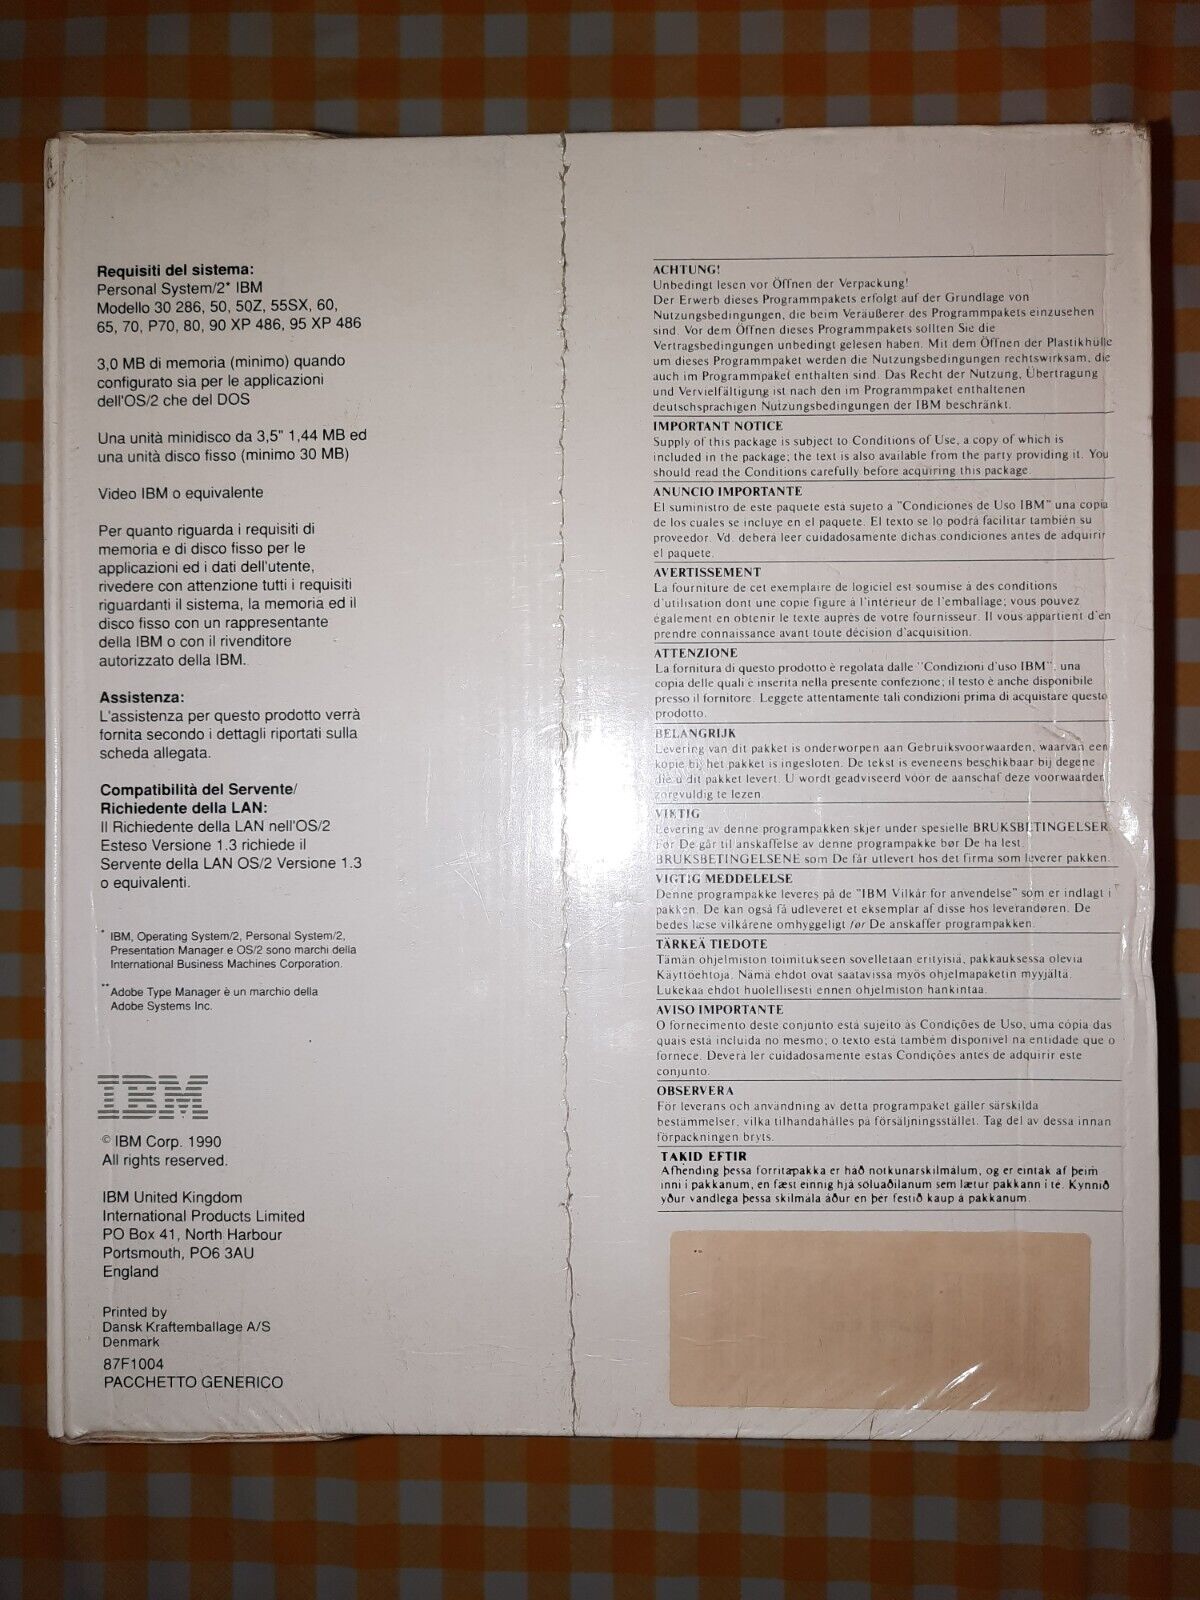 Requisiti del sistema:
Personal System/2* IBM
Modello 30 286, 50, 50Z, 55SX, 60,
65, 70, P70, 80, 90 XP 486, 95 XP 486
3,0 MB di memoria (minimo) quando
configurato sia per le applicazioni
dell'OS/2 che del DOS
Una unità minidisco da 3,5" 1,44 MB ed
una unità disco fisso (minimo 30 MB)
Video IBM o equivalente
Per quanto riguarda i requisiti di
memoria e di disco fisso per le
applicazioni ed i dati dell'utente,
rivedere con attenzione tutti i requisiti
riguardanti il sistema, la memoria ed il
disco fisso con un rappresentante
della IBM o con il rivenditore
autorizzato della IBM.
Assistenza:
L'assistenza per questo prodotto verrà
fornita secondo i dettagli riportati sulla
scheda allegata.
Compatibilità del Servente/
Richiedente della LAN:
Il Richiedente della LAN nell'OS/2
Esteso Versione 1.3 richiede il
Servente della LAN OS/2 Versione 1.3
o equivalenti.
* IBM, Operating System/2, Personal System/2,
Presentation Manager e OS/2 sono marchi della
International Business Machines Corporation.
** Adobe Type Manager è un marchio della
Adobe Systems Inc.
IBM
© IBM Corp. 1990
All rights reserved.
IBM United Kingdom
International Products Limited
PO Box 41, North Harbour
Portsmouth, PO6 3AU
England
Printed by
Dansk Kraftemballage A/S
Denmark
87F1004
PACCHETTO GENERICO
ACHTUNG!
Unbedingt lesen vor Öffnen der Verpackung!
Der Erwerb dieses Programmpakets erfolgt auf der Grundlage von
Nutzungsbedingungen, die beim Veräußerer des Programmpakets einzusehen
sind. Vor dem Öffnen dieses Programmpakets sollten Sie die
Vertragsbedingungen unbedingt gelesen haben. Mit dem Öffnen der Plastikhülle
um dieses Programmpaket werden die Nutzungsbedingungen rechtswirksam, die
auch im Programmpaket enthalten sind. Das Recht der Nutzung, Übertragung
und Vervielfältigung ist nach den im Programmpaket enthaltenen
deutschsprachigen Nutzungsbedingungen der IBM beschränkt.
IMPORTANT NOTICE
Supply of this package is subject to Conditions of Use, a copy of which is
included in the package; the text is also available from the party providing it. You
should read the Conditions carefully before acquiring this package.
ANUNCIO IMPORTANTE
El suministro de este paquete está sujeto a "Condiciones de Uso IBM" una copia
de los cuales se incluye en el paquete. El texto se lo podrá facilitar también su
proveedor. Vd. deberá leer cuidadosamente dichas condiciones antes de adquirir
el paquete.
AVERTISSEMENT
La fourniture de cet exemplaire de logiciel est soumise à des conditions
d'utilisation dont une copie figure à l'intérieur de l'emballage; vous pouvez
également en obtenir le texte auprès de votre fournisseur. Il vous appartient d'en
prendre connaissance avant toute décision d'acquisition.
ATTENZIONE
La fornitura di questo prodotto è regolata dalle "Condizioni d'uso IBM", una
copia delle quali è inserita nella presente confezione; il testo è anche disponibile
presso il fornitore. Leggete attentamente tali condizioni prima di acquistare questo
prodotto.
BELANGRIJK
Levering van dit pakket is onderworpen aan Gebruiksvoorwaarden, waarvan een
kopie bij het pakket is ingesloten. De tekst is eveneens beschikbaar bij degene
die u dit pakket levert. U wordt geadviseerd vóór de aanschaf deze voorwaarden
zorgvuldig te lezen.
VIKTIG
Levering av denne programpakken skjer under spesielle BRUKSBETINGELSER
Før De går til anskaffelse av denne programpakke bør De ha lest
BRUKSBETINGELSENE som De får utlevert hos det firma som leverer pakken.
VIGTIG MEDDELELSE
Denne programpakke leveres på de "IBM Vilkår for anvendelse" som er indlagt i
pakken. De kan også få udleveret et eksemplar af disse hos leverandøren. De
bedes læse vilkårene omhyggeligt før De anskaffer programpakken.
TÄRKEÄ TIEDOTE
Tämän ohjelmiston toimitukseen sovelletaan erityisiä, pakkauksessa olevia
Käyttöehtoja. Nämä ehdot ovat saatavissa myös ohjelmapaketin myyjältä.
Lukekaa ehdot huolellisesti ennen ohjelmiston hankintaa.
AVISO IMPORTANTE
O fornecimento deste conjunto está sujeito às Condições de Uso, uma cópia das
quais está incluída no mesmo; o texto está também disponível na entidade que o
fornece. Deverá ler cuidadosamente estas Condições antes de adquirir este
conjunto.
OBSERVERA
För leverans och användning av detta programpaket gäller särskilda
bestämmelser, vilka tillhandahålles på försäljningsstället. Tag del av dessa innan
förpackningen bryts.
TAKID EFTIR
Afhending þessa forritapakka er háð notkunarskilmálum, og er eintak af þeim
inni í pakkanum, en fæst einnig hjá söluaðilanum sem lætur pakkann í té. Kynnið
yður vandlega þessa skilmála áður en þér festið kaup á pakkanum.